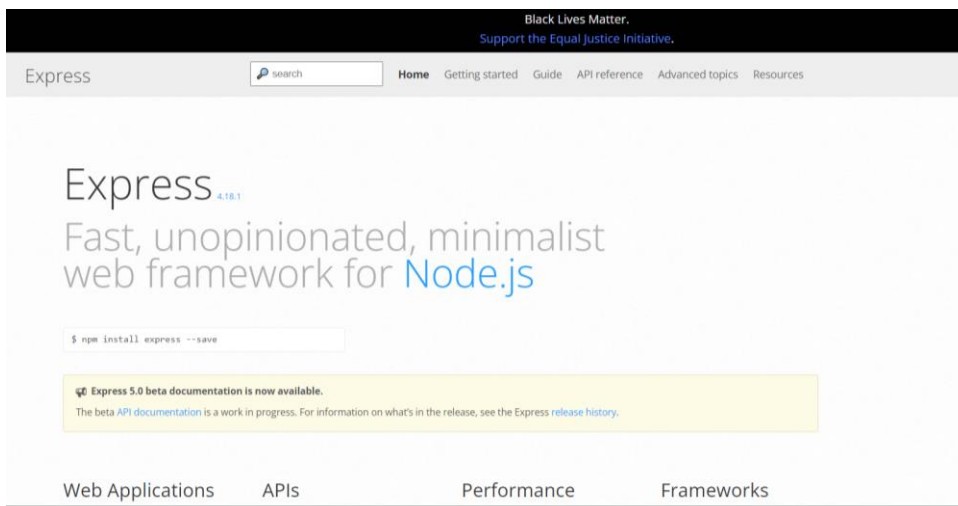 Black Lives Matter.
Support the Equal Justice Initiative.
Express
search
Home Getting started Guide API reference Advanced topics Resources
Express 4.18.1
Fast, unopinionated, minimalist
web framework for Node.js
$ npm install express --save
Express 5.0 beta documentation is now available.
The beta API documentation is a work in progress. For information on what's in the release, see the Express release history.
Web Applications APIs Performance Frameworks